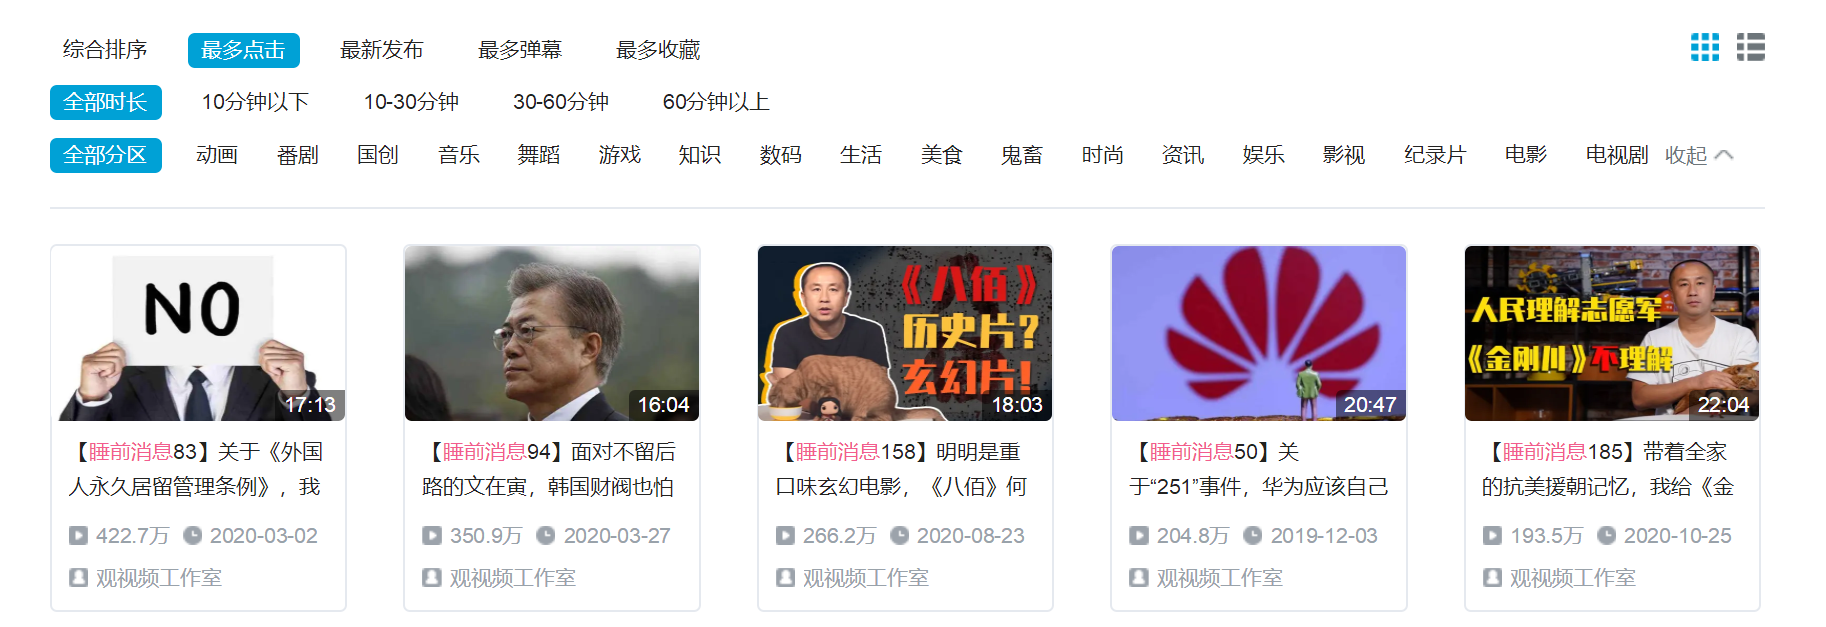 综合排序 最多点击 最新发布 最多弹幕 最多收藏
全部时长 10分钟以下 10-30分钟 30-60分钟 60分钟以上
全部分区 动画 番剧 国创 音乐 舞蹈 游戏 知识 数码 生活 美食 鬼畜 时尚 资讯 娱乐 影视 纪录片 电影 电视剧 收起
NO
17:13
【睡前消息83】关于《外国
人永久居留管理条例》，我
422.7万 2020-03-02
观视频工作室
16:04
【睡前消息94】面对不留后
路的文在寅，韩国财阀也怕
350.9万 2020-03-27
观视频工作室
《八佰》
历史片？
玄幻片！
18:03
【睡前消息158】明明是重
口味玄幻电影，《八佰》何
266.2万 2020-08-23
观视频工作室
20:47
【睡前消息50】关
于“251”事件，华为应该自己
204.8万 2019-12-03
观视频工作室
人民理解志愿军
《金刚川》不理解
22:04
【睡前消息185】带着全家
的抗美援朝记忆，我给《金
193.5万 2020-10-25
观视频工作室